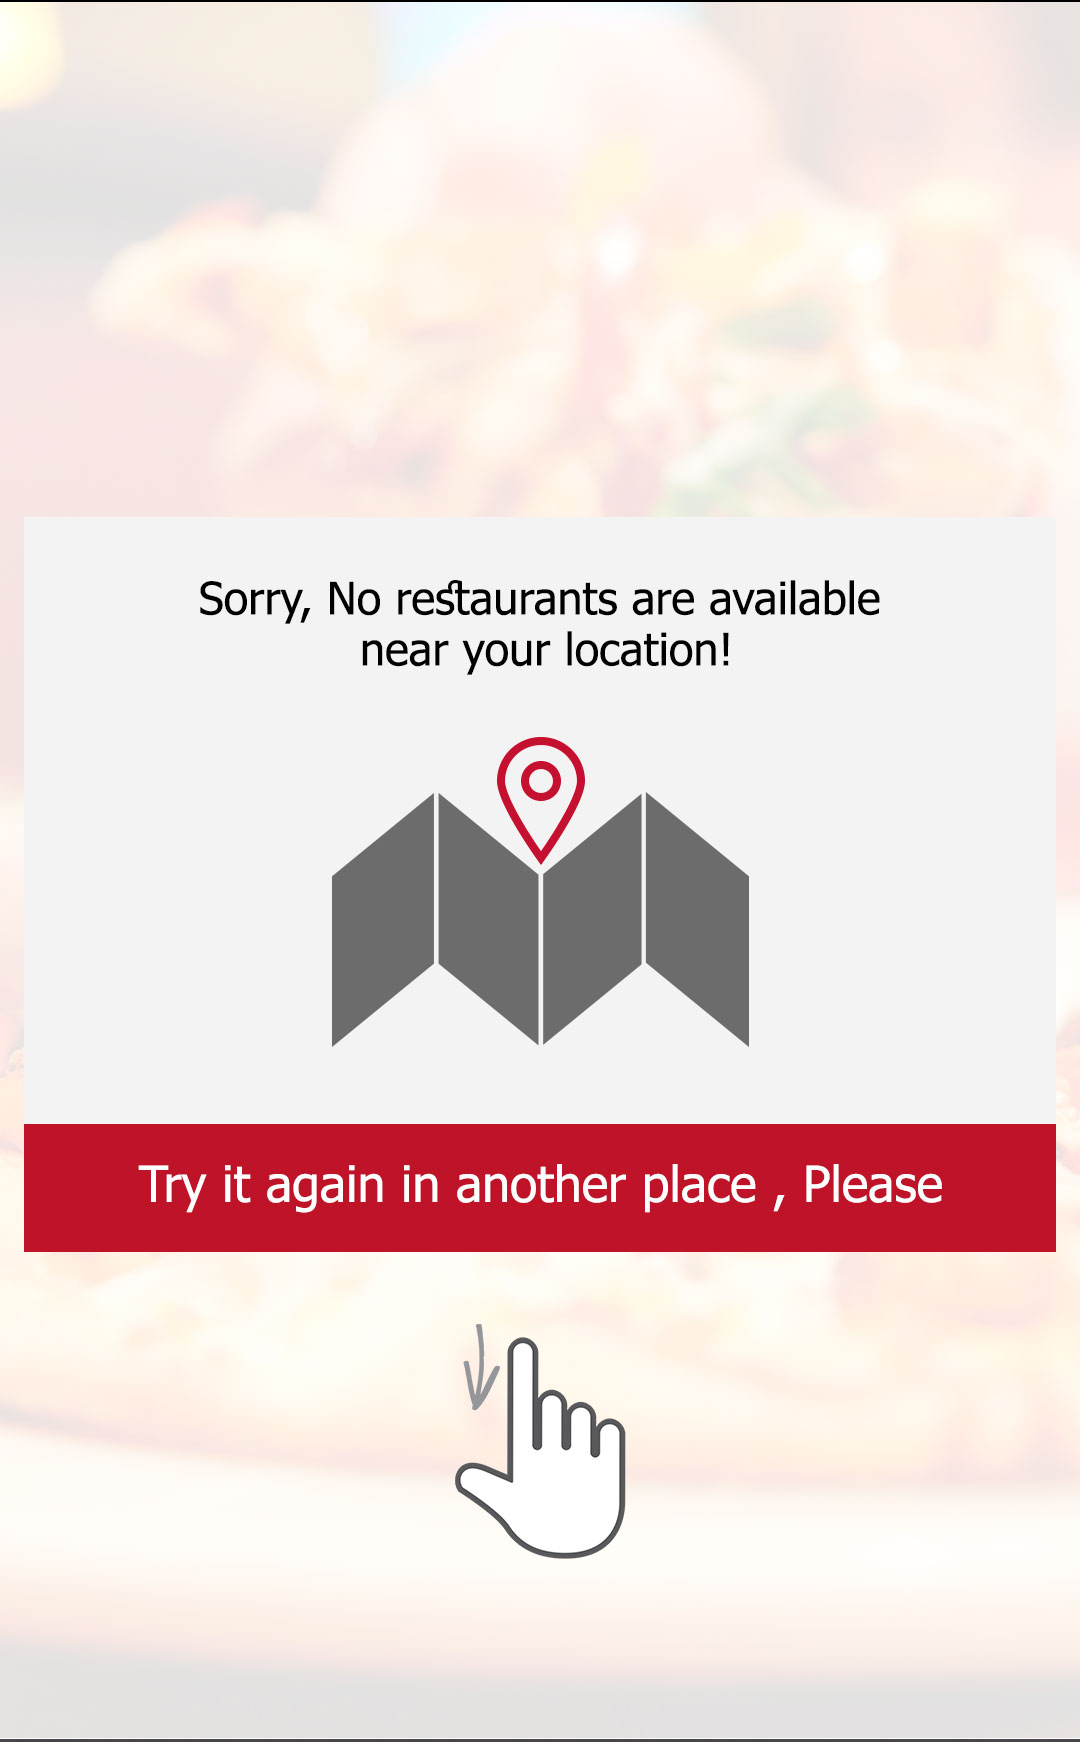 Sorry, No restaurants are available
near your location!
Try it again in another place , Please